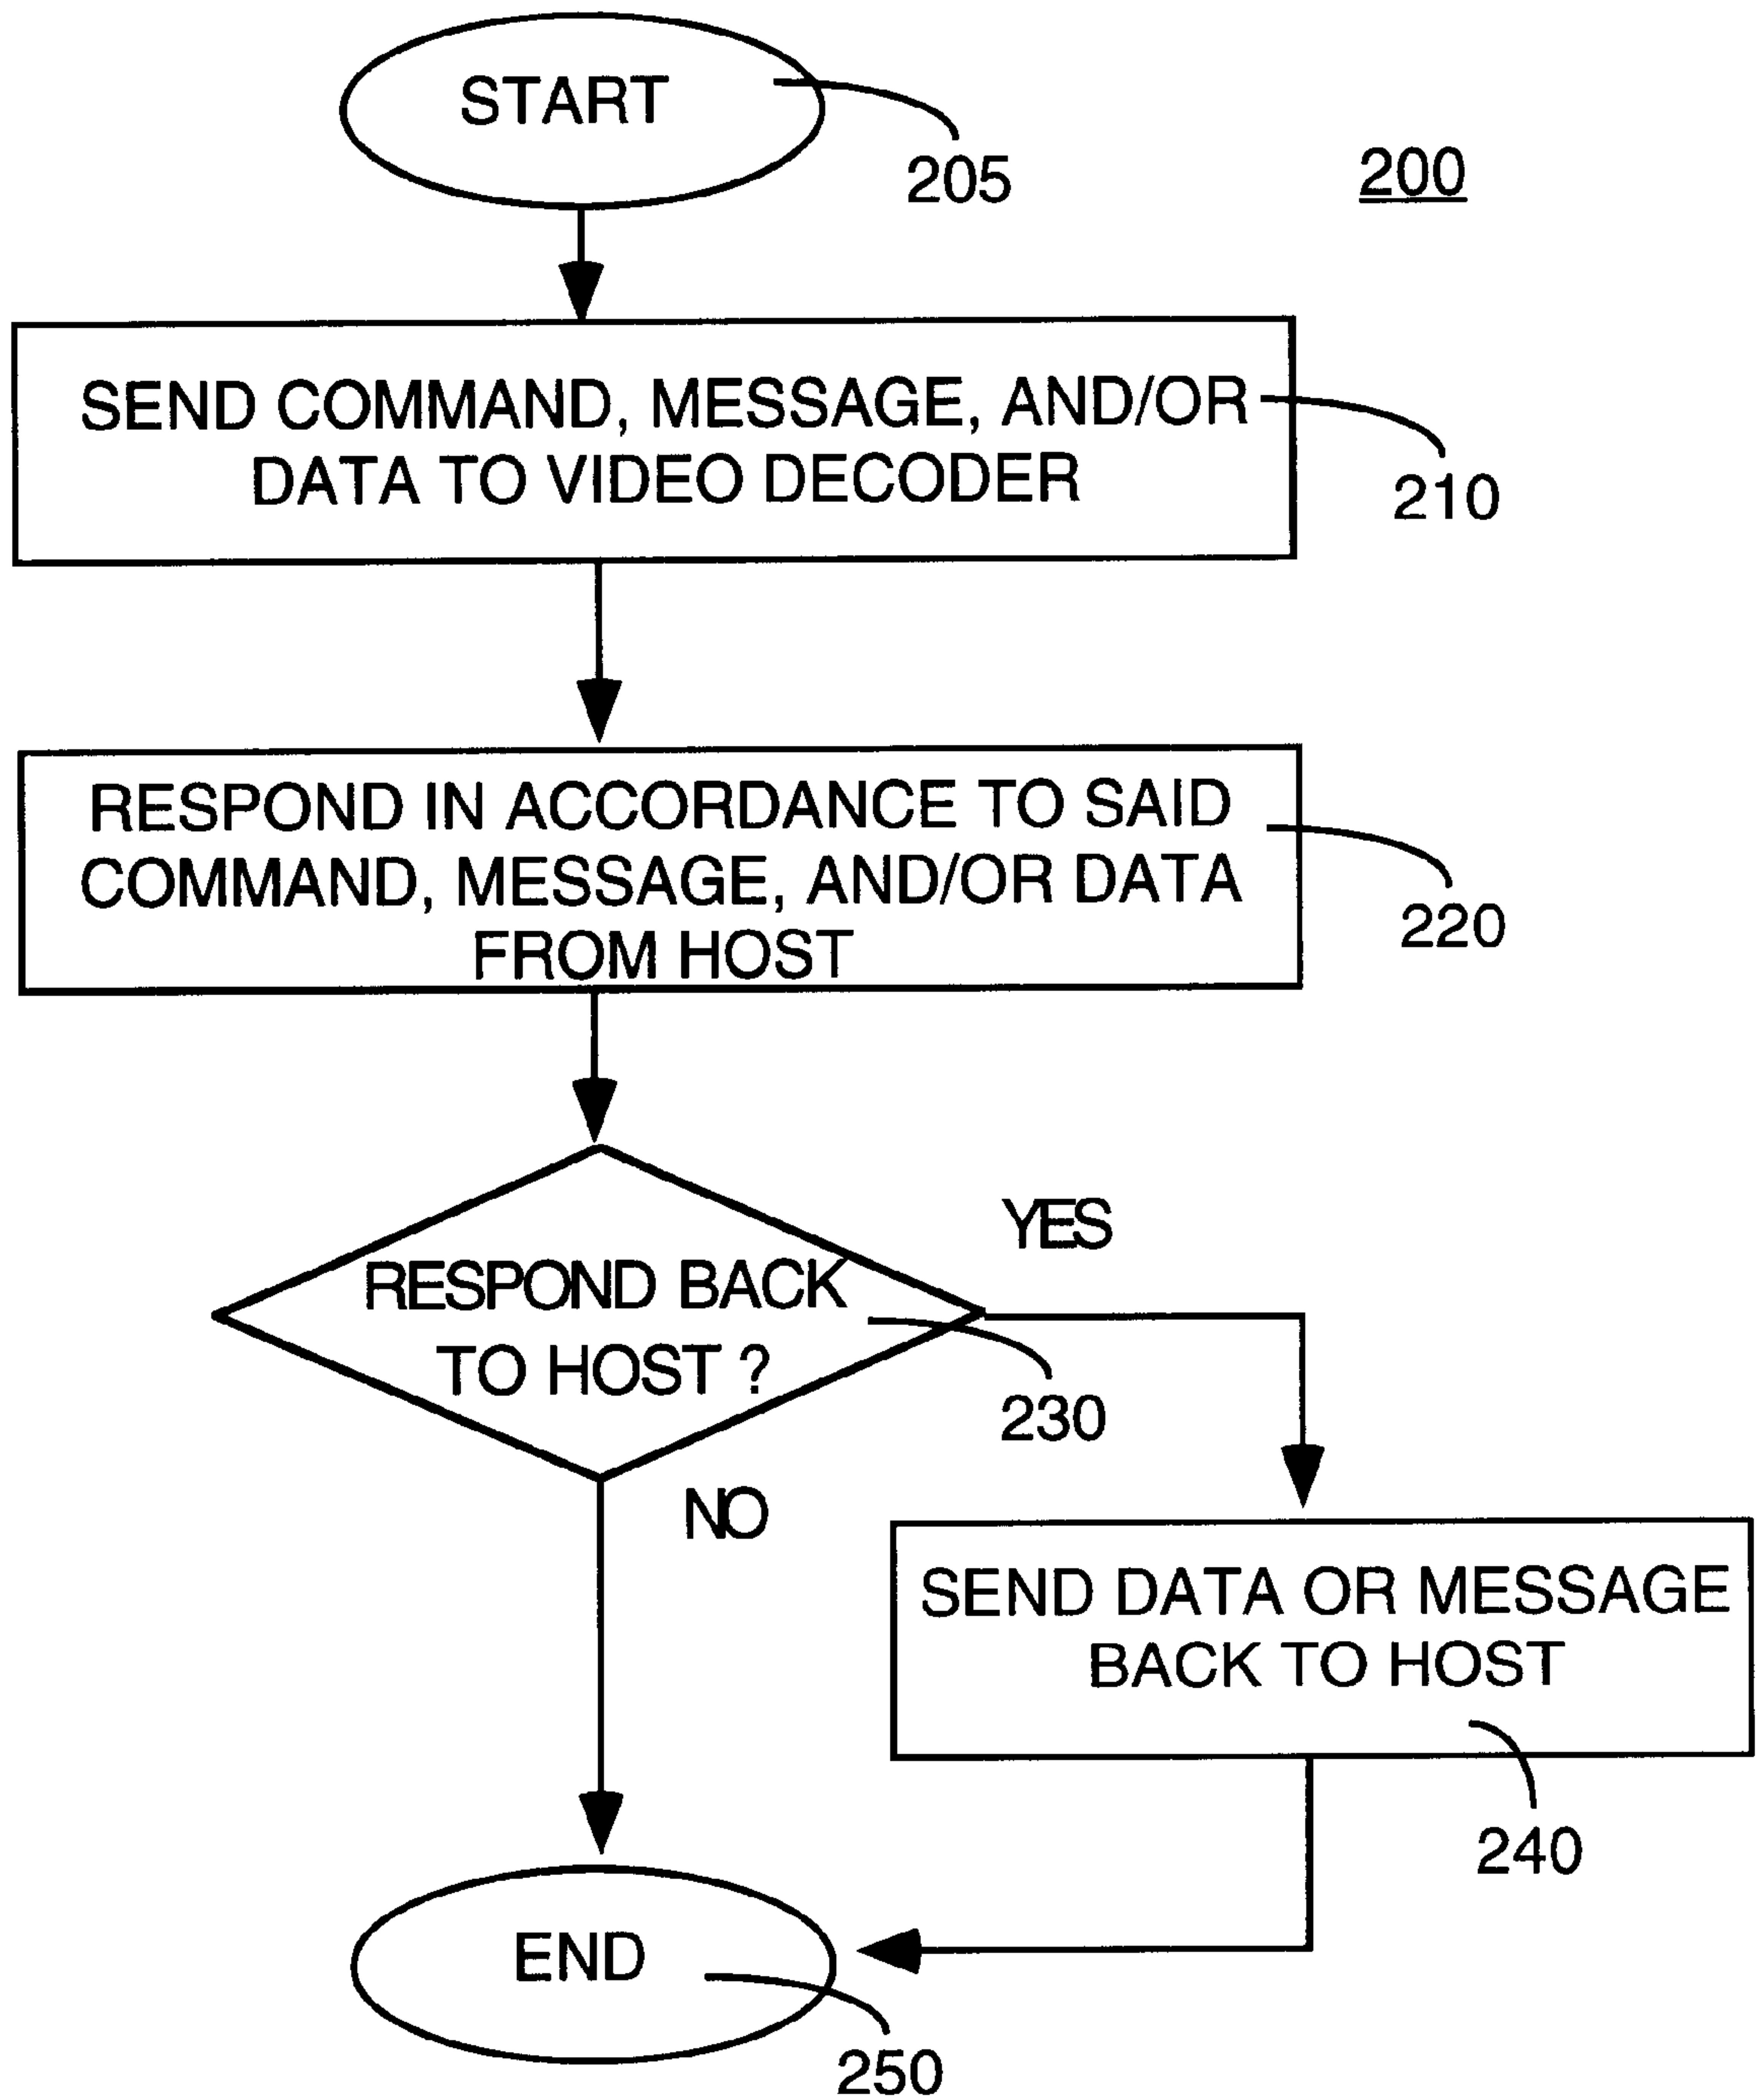 START
205
200
SEND COMMAND, MESSAGE, AND/OR
DATA TO VIDEO DECODER
210
RESPOND IN ACCORDANCE TO SAID
COMMAND, MESSAGE, AND/OR DATA
FROM HOST
220
YES
RESPOND BACK
TO HOST ?
230
NO
SEND DATA OR MESSAGE
BACK TO HOST
240
END
250